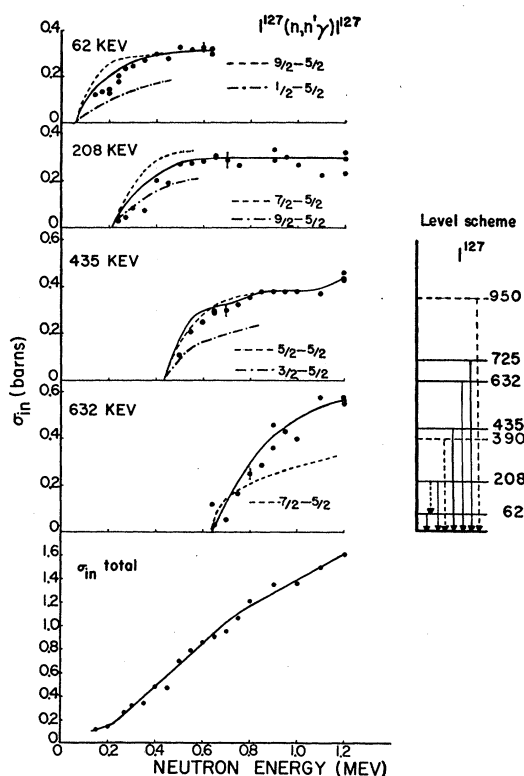 I¹²⁷(n,n'γ)I¹²⁷
0.4
62 KEV
9/2–5/2
1/2–5/2
0.2
0.4
208 KEV
7/2–5/2
9/2–5/2
0.2
0.6
435 KEV
0.4
0.2
5/2–5/2
3/2–5/2
σin (barns)
0.6
632 KEV
0.4
0.2
7/2–5/2
σin total
1.6
1.4
1.2
1.0
0.8
0.6
0.4
0.2
0 0.2 0.4 0.6 0.8 1.0 1.2
NEUTRON ENERGY (MEV)
Level scheme
I¹²⁷
950
725
632
435
390
208
62